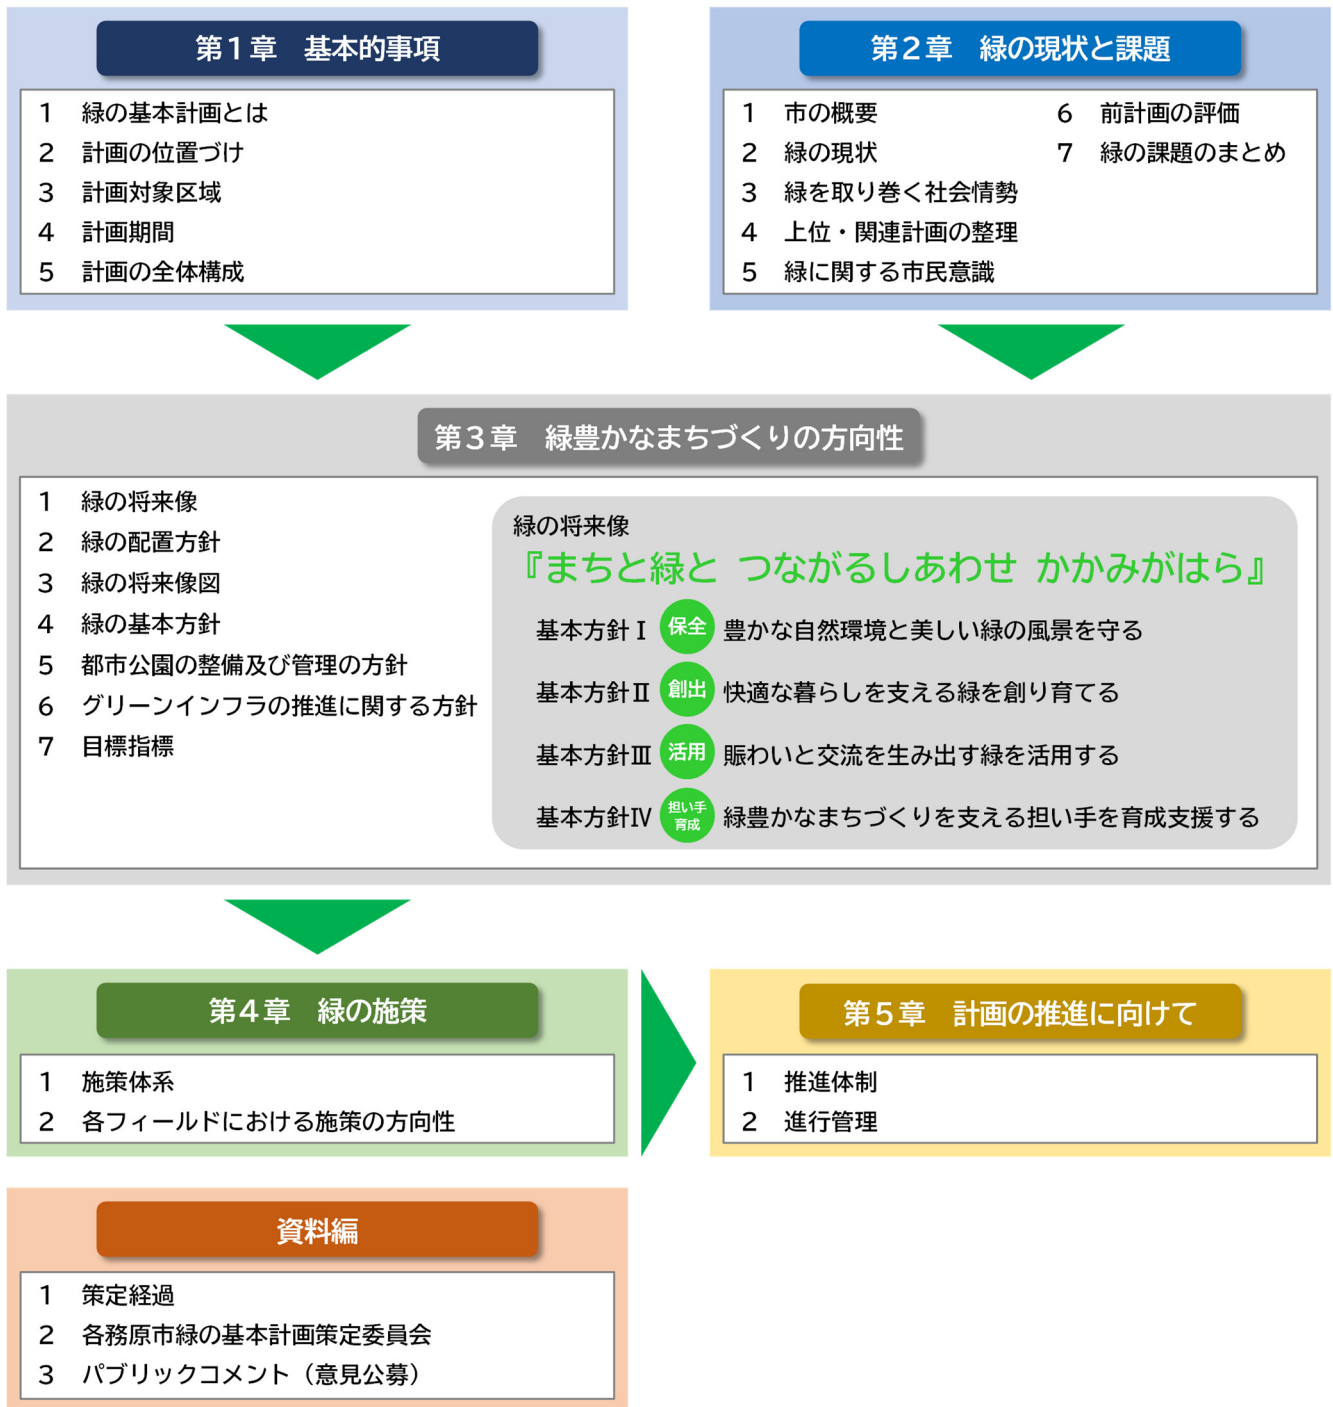 第1章　基本的事項
1　緑の基本計画とは
2　計画の位置づけ
3　計画対象区域
4　計画期間
5　計画の全体構成
第2章　緑の現状と課題
1　市の概要
2　緑の現状
3　緑を取り巻く社会情勢
4　上位・関連計画の整理
5　緑に関する市民意識
6　前計画の評価
7　緑の課題のまとめ
第3章　緑豊かなまちづくりの方向性
1　緑の将来像
2　緑の配置方針
3　緑の将来像図
4　緑の基本方針
5　都市公園の整備及び管理の方針
6　グリーンインフラの推進に関する方針
7　目標指標
緑の将来像
『まちと緑と つながるしあわせ かかみがはら』
基本方針Ⅰ 保全 豊かな自然環境と美しい緑の風景を守る
基本方針Ⅱ 創出 快適な暮らしを支える緑を創り育てる
基本方針Ⅲ 活用 賑わいと交流を生み出す緑を活用する
基本方針Ⅳ 担い手育成 緑豊かなまちづくりを支える担い手を育成支援する
第4章　緑の施策
1　施策体系
2　各フィールドにおける施策の方向性
第5章　計画の推進に向けて
1　推進体制
2　進行管理
資料編
1　策定経過
2　各務原市緑の基本計画策定委員会
3　パブリックコメント（意見公募）